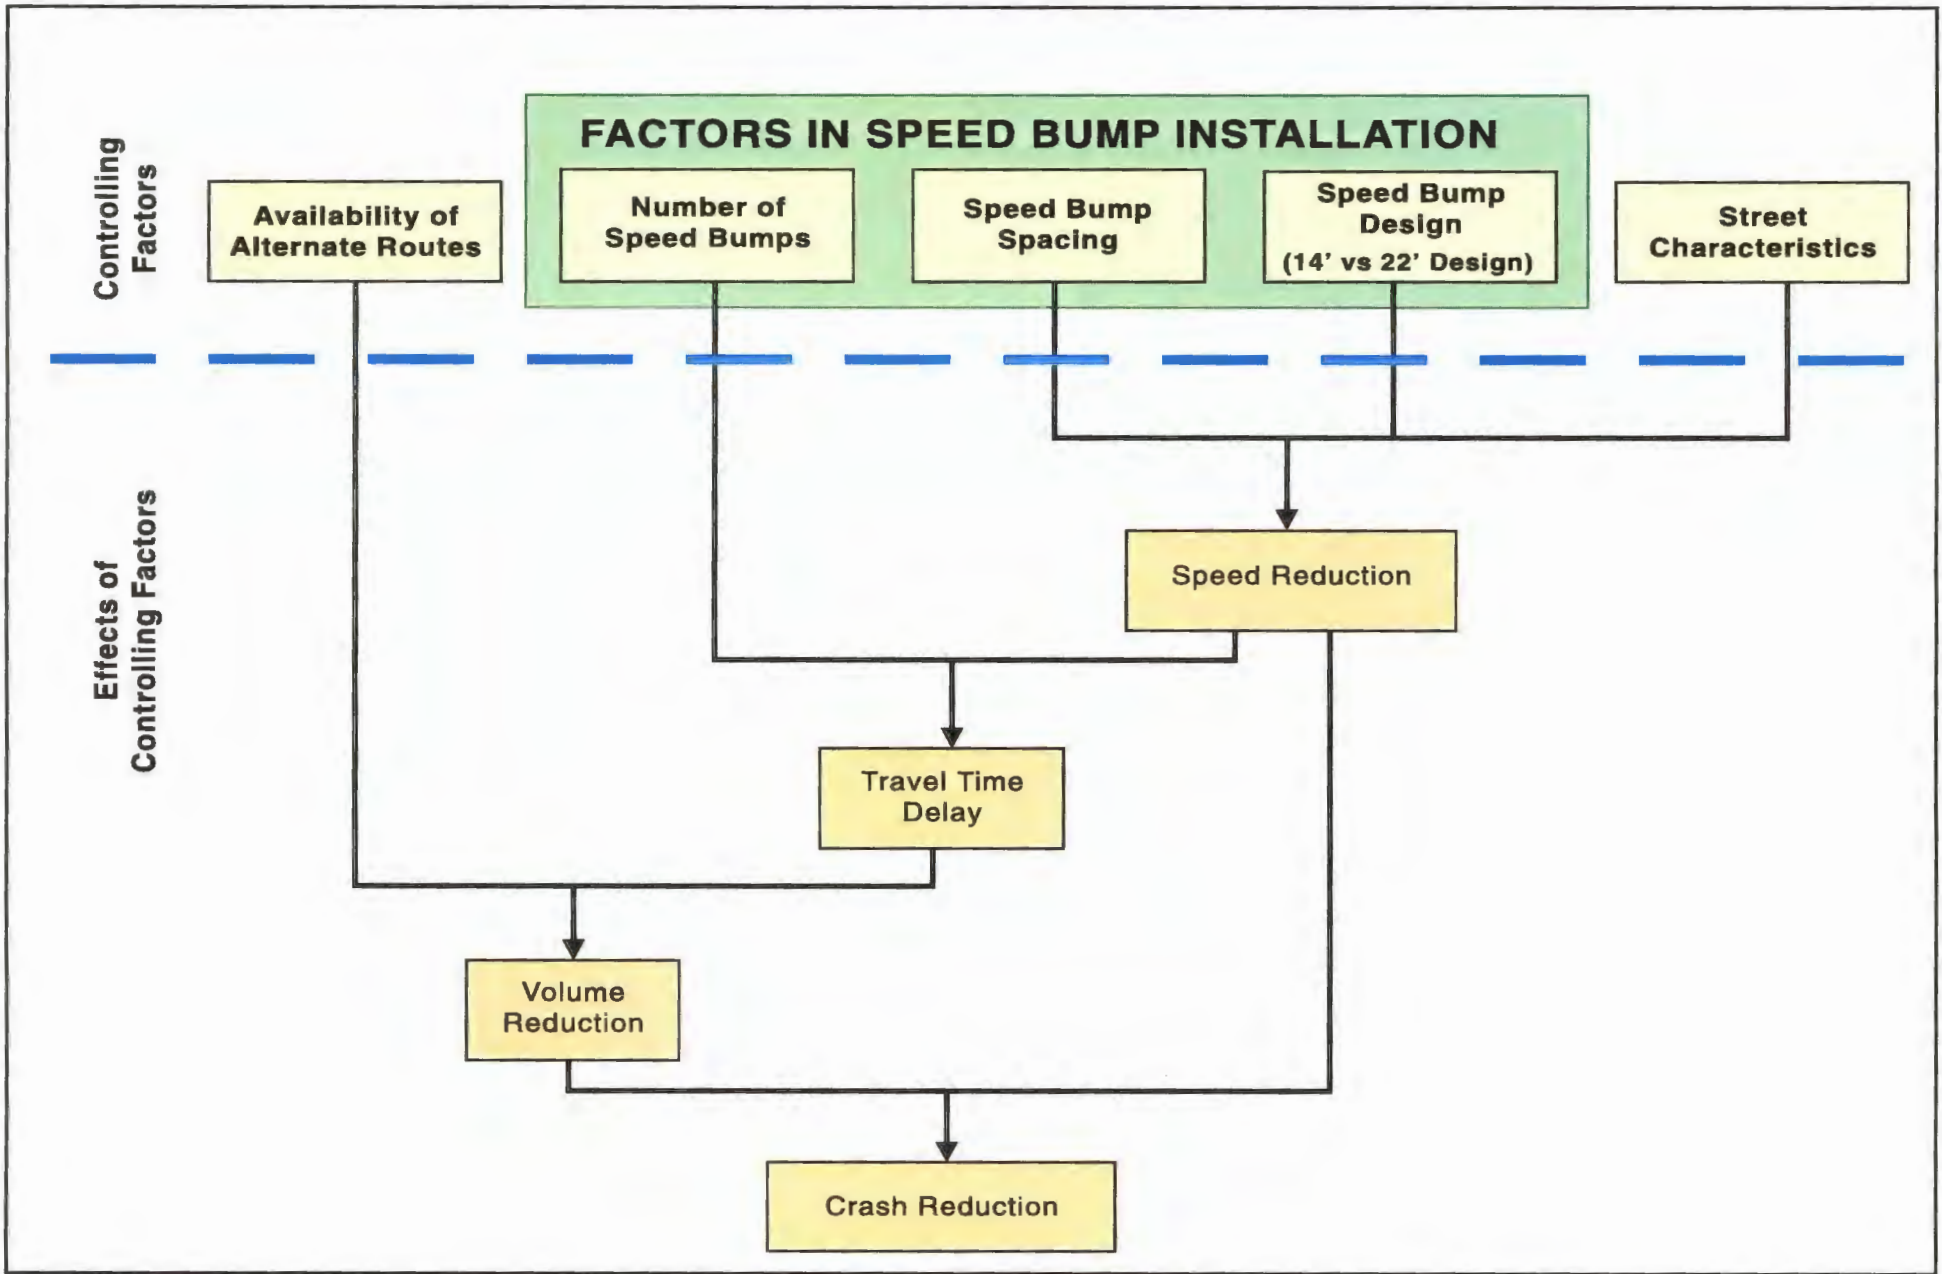 Controlling
Factors
FACTORS IN SPEED BUMP INSTALLATION
Availability of
Alternate Routes
Number of
Speed Bumps
Speed Bump
Spacing
Speed Bump
Design
(14' vs 22' Design)
Street
Characteristics
Effects of
Controlling Factors
Speed Reduction
Travel Time
Delay
Volume
Reduction
Crash Reduction